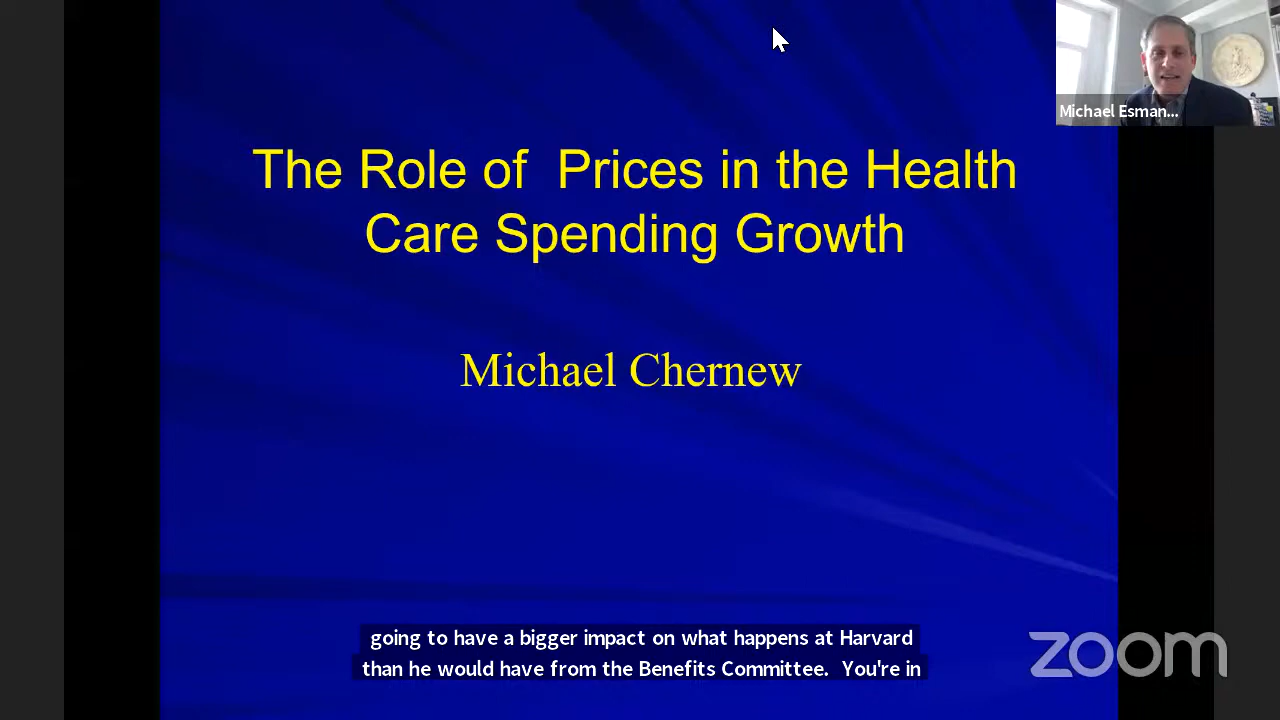 Michael Esman...
The Role of  Prices in the Health
Care Spending Growth
Michael Chernew
going to have a bigger impact on what happens at Harvard
than he would have from the Benefits Committee.  You're in
zoom